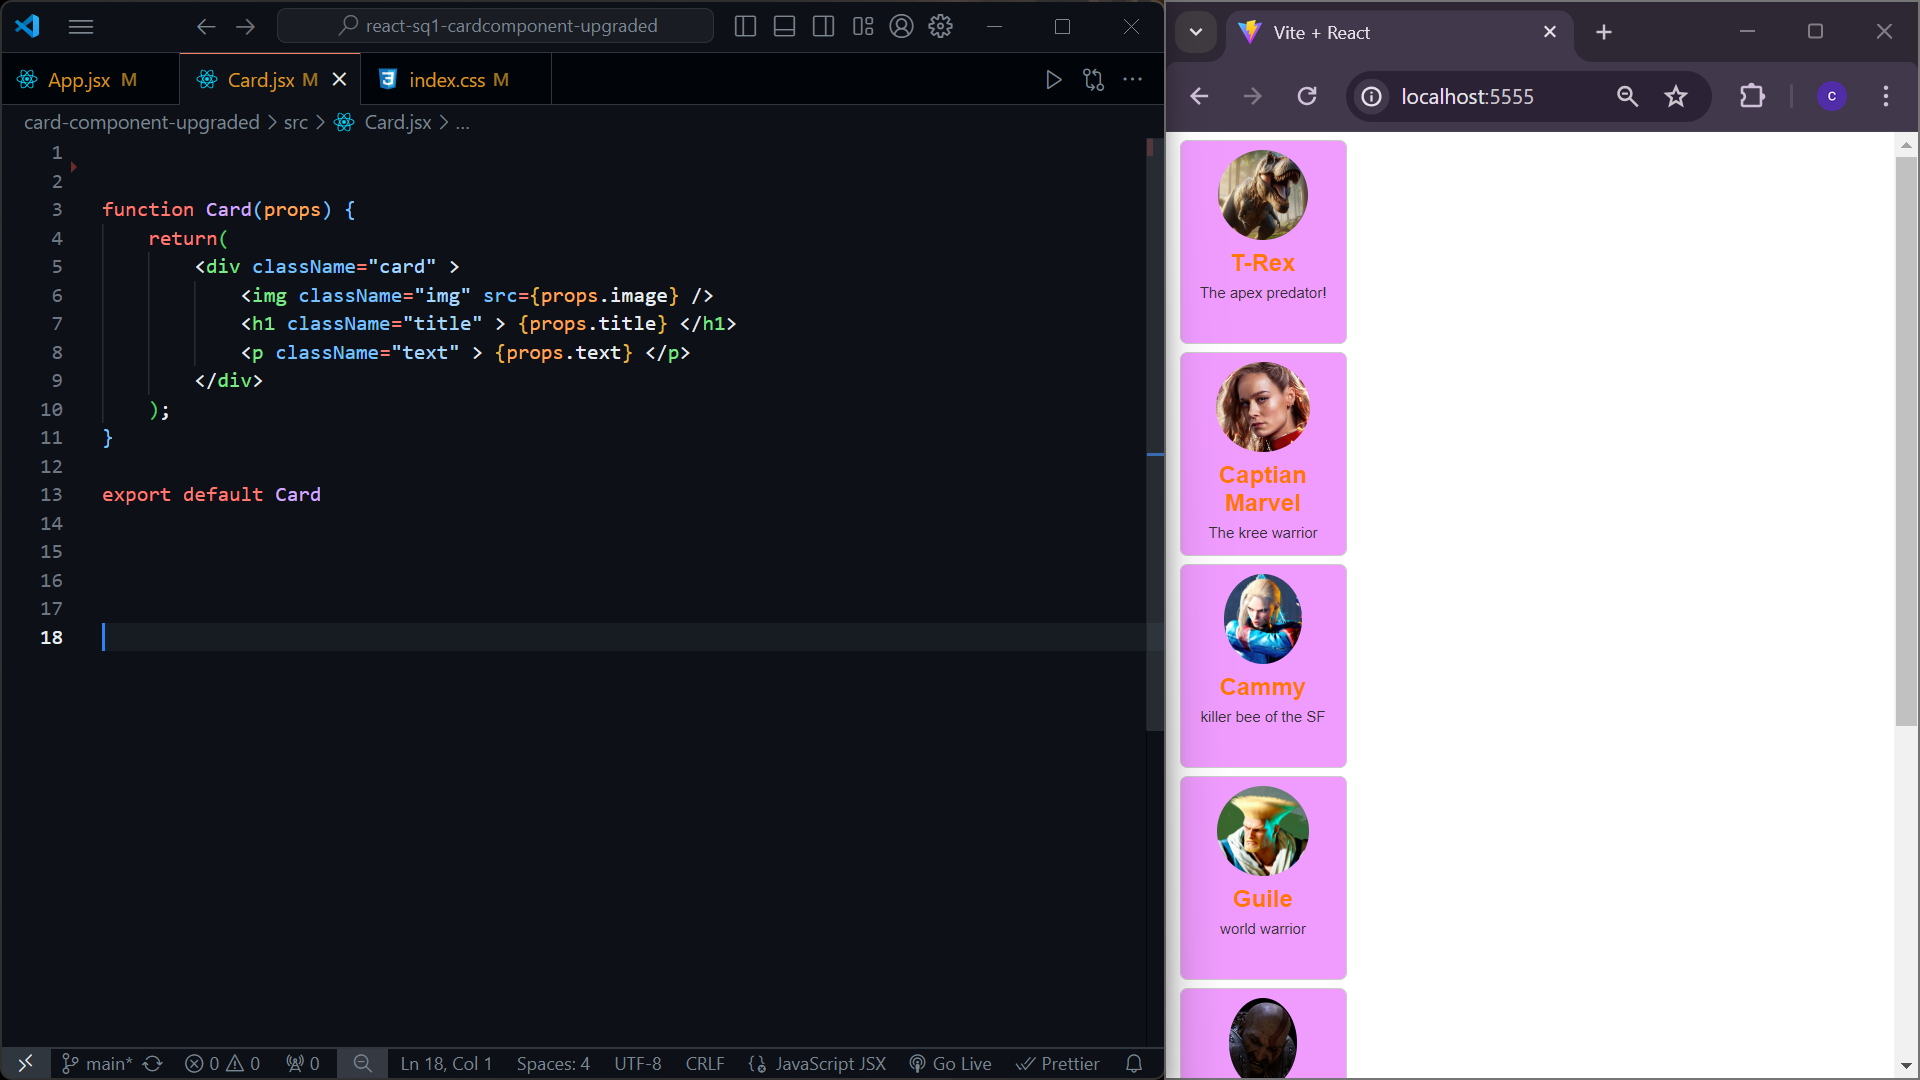 react-sq1-cardcomponent-upgraded
App.jsx M
Card.jsx M
index.css M
card-component-upgraded > src > Card.jsx > ...
1
2
3 function Card(props) {
4 return(
5 <div className="card" >
6 <img className="img" src={props.image} />
7 <h1 className="title" > {props.title} </h1>
8 <p className="text" > {props.text} </p>
9 </div>
10 );
11 }
12
13 export default Card
14
15
16
17
18
main* 0 0 0 Ln 18, Col 1 Spaces: 4 UTF-8 CRLF JavaScript JSX Go Live Prettier
Vite + React
localhost:5555
c
T-Rex
The apex predator!
Captian
Marvel
The kree warrior
Cammy
killer bee of the SF
Guile
world warrior